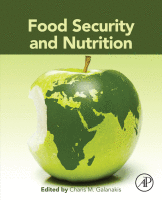 Food Security
and Nutrition
Edited by Charis M. Galanakis